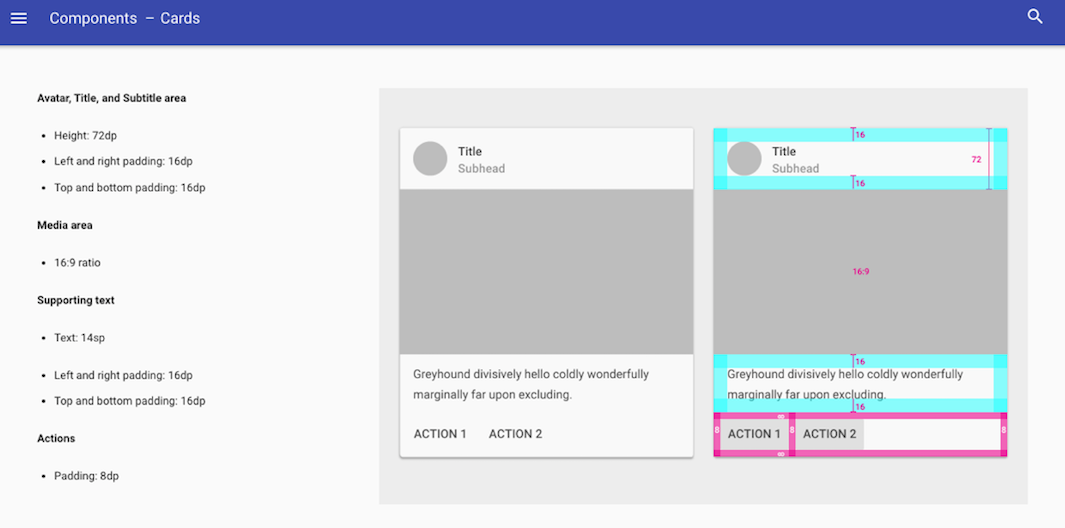 Components – Cards
Avatar, Title, and Subtitle area
Height: 72dp
Left and right padding: 16dp
Top and bottom padding: 16dp
Media area
16:9 ratio
Supporting text
Text: 14sp
Left and right padding: 16dp
Top and bottom padding: 16dp
Actions
Padding: 8dp
Title
Subhead
Greyhound divisively hello coldly wonderfully
marginally far upon excluding.
ACTION 1 ACTION 2
16
Title
Subhead
72
16
16:9
16
Greyhound divisively hello coldly wonderfully
marginally far upon excluding.
16
8
8 ACTION 1 8 ACTION 2 8
8